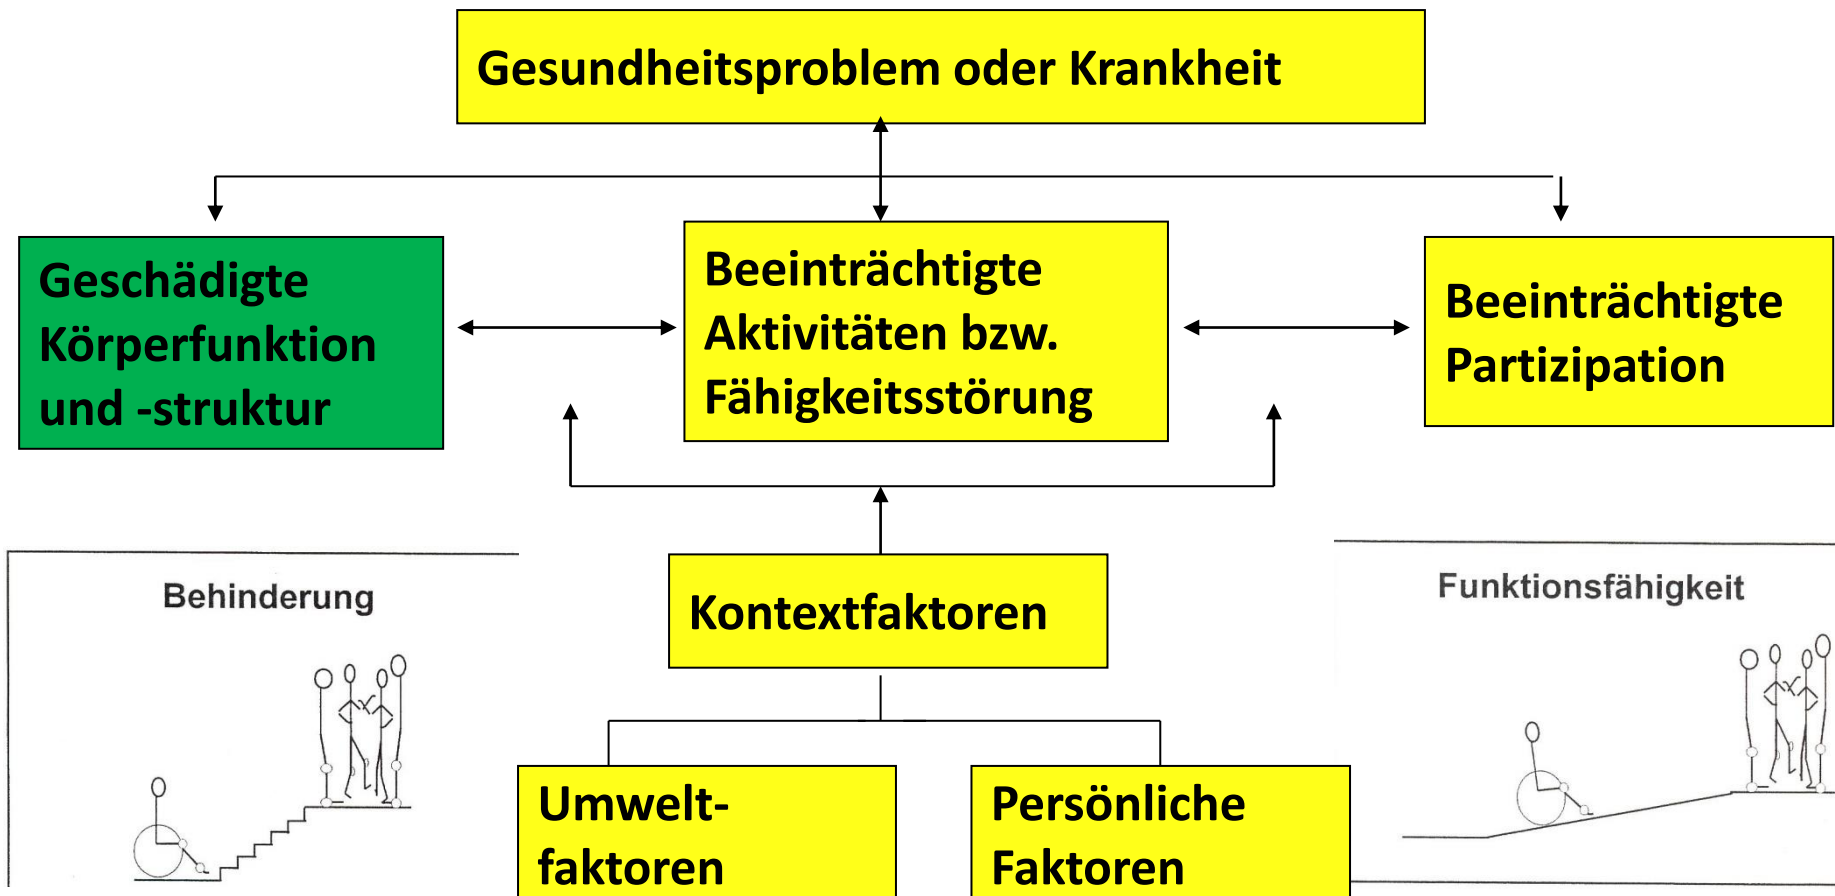 Gesundheitsproblem oder Krankheit
Geschädigte
Körperfunktion
und -struktur
Beeinträchtigte
Aktivitäten bzw.
Fähigkeitsstörung
Beeinträchtigte
Partizipation
Behinderung
Kontextfaktoren
Funktionsfähigkeit
Umwelt-
faktoren
Persönliche
Faktoren